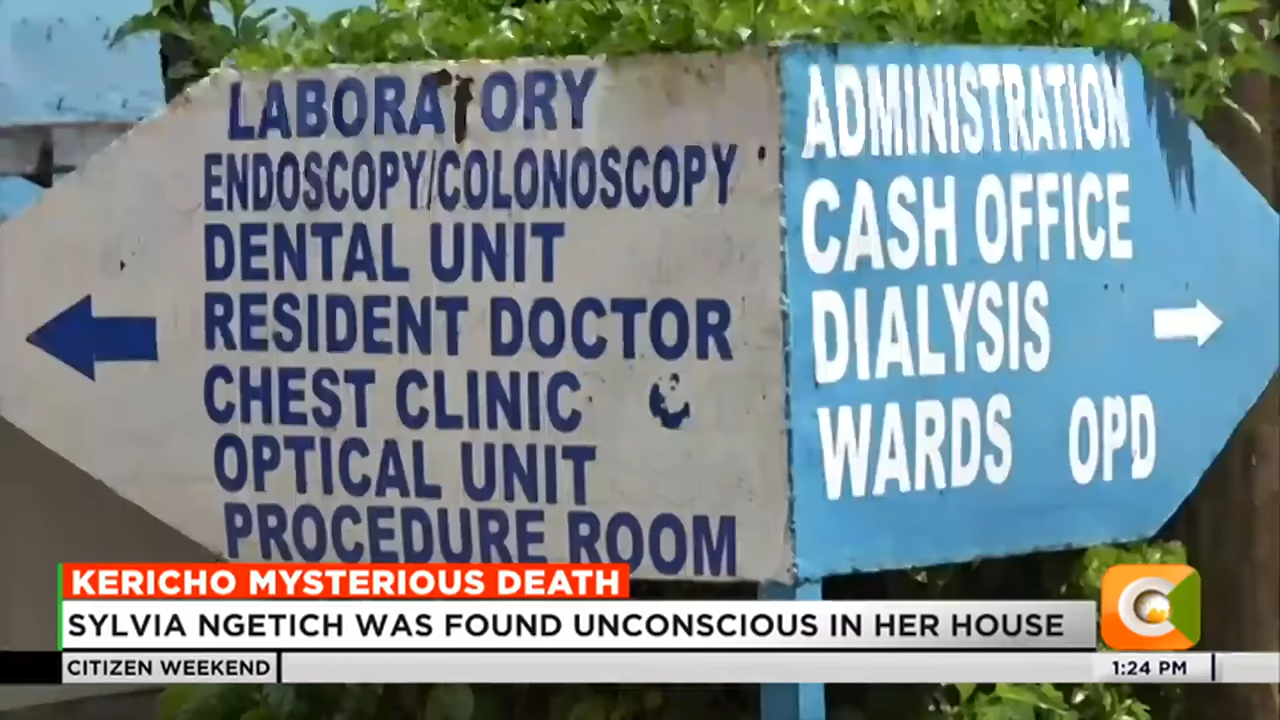 LABORATORY
ENDOSCOPY/COLONOSCOPY
DENTAL UNIT
RESIDENT DOCTOR
CHEST CLINIC
OPTICAL UNIT
PROCEDURE ROOM
ADMINISTRATION
CASH OFFICE
DIALYSIS
WARDS OPD
KERICHO MYSTERIOUS DEATH
SYLVIA NGETICH WAS FOUND UNCONSCIOUS IN HER HOUSE
CITIZEN WEEKEND
1:24 PM